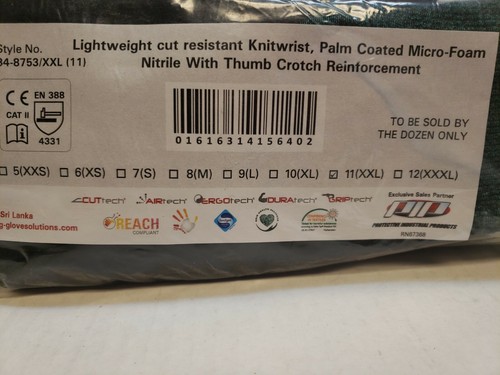 Style No.
34-8753/XXL (11)
Lightweight cut resistant Knitwrist, Palm Coated Micro-Foam
Nitrile With Thumb Crotch Reinforcement
CE EN 388
CAT II
4331
01616314156402
TO BE SOLD BY
THE DOZEN ONLY
5(XXS) 6(XS) 7(S) 8(M) 9(L) 10(XL) ☑ 11(XXL) 12(XXXL)
CUTtech AIRtech ERGOtech DURAtech GRIPtech
Exclusive Sales Partner
PIP
PROTECTIVE INDUSTRIAL PRODUCTS
RN97388
Sri Lanka
g-glovesolutions.com
REACH
COMPLIANT